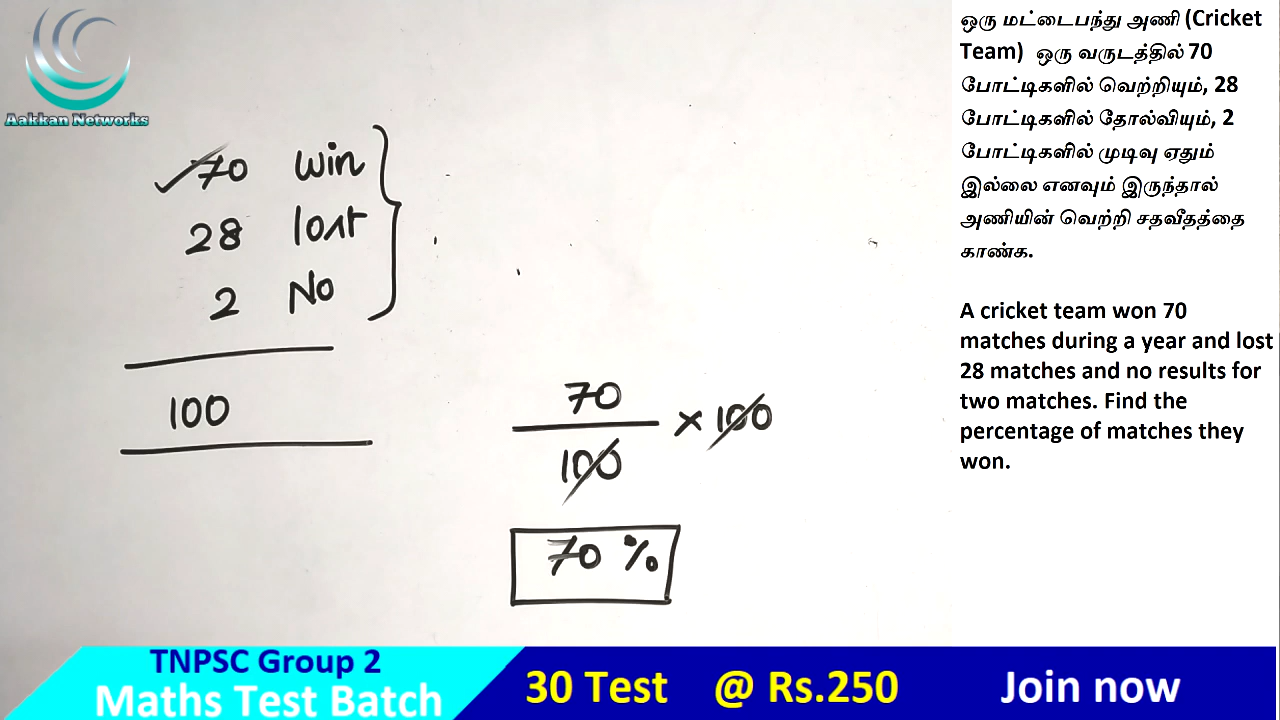 Aakkan Networks
70 win
28 lost
2 No
100
70
100
× 100
70 %
ஒரு மட்டைபந்து அணி (Cricket
Team) ஒரு வருடத்தில் 70
போட்டிகளில் வெற்றியும், 28
போட்டிகளில் தோல்வியும், 2
போட்டிகளில் முடிவு ஏதும்
இல்லை எனவும் இருந்தால்
அணியின் வெற்றி சதவீதத்தை
காண்க.
A cricket team won 70
matches during a year and lost
28 matches and no results for
two matches. Find the
percentage of matches they
won.
TNPSC Group 2
Maths Test Batch
30 Test @ Rs.250 Join now